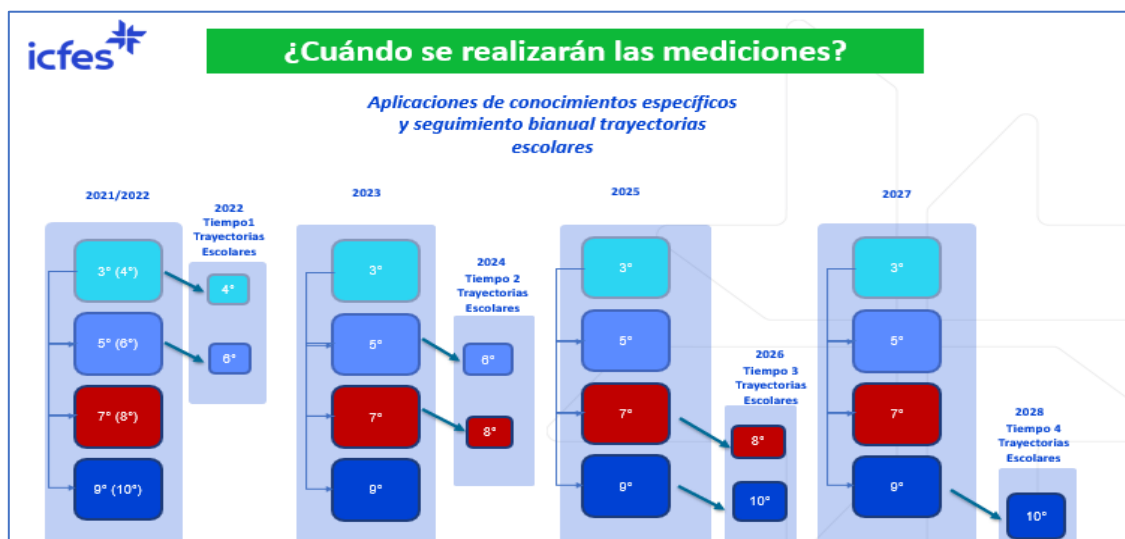 icfes
¿Cuándo se realizarán las mediciones?
Aplicaciones de conocimientos específicos
y seguimiento bianual trayectorias
escolares
2021/2022
3° (4°)
5° (6°)
7° (8°)
9° (10°)
2022
Tiempo1
Trayectorias
Escolares
4°
6°
2023
3°
5°
7°
9°
2024
Tiempo 2
Trayectorias
Escolares
6°
8°
2025
3°
5°
7°
9°
2026
Tiempo 3
Trayectorias
Escolares
8°
10°
2027
3°
5°
7°
9°
2028
Tiempo 4
Trayectorias
Escolares
10°